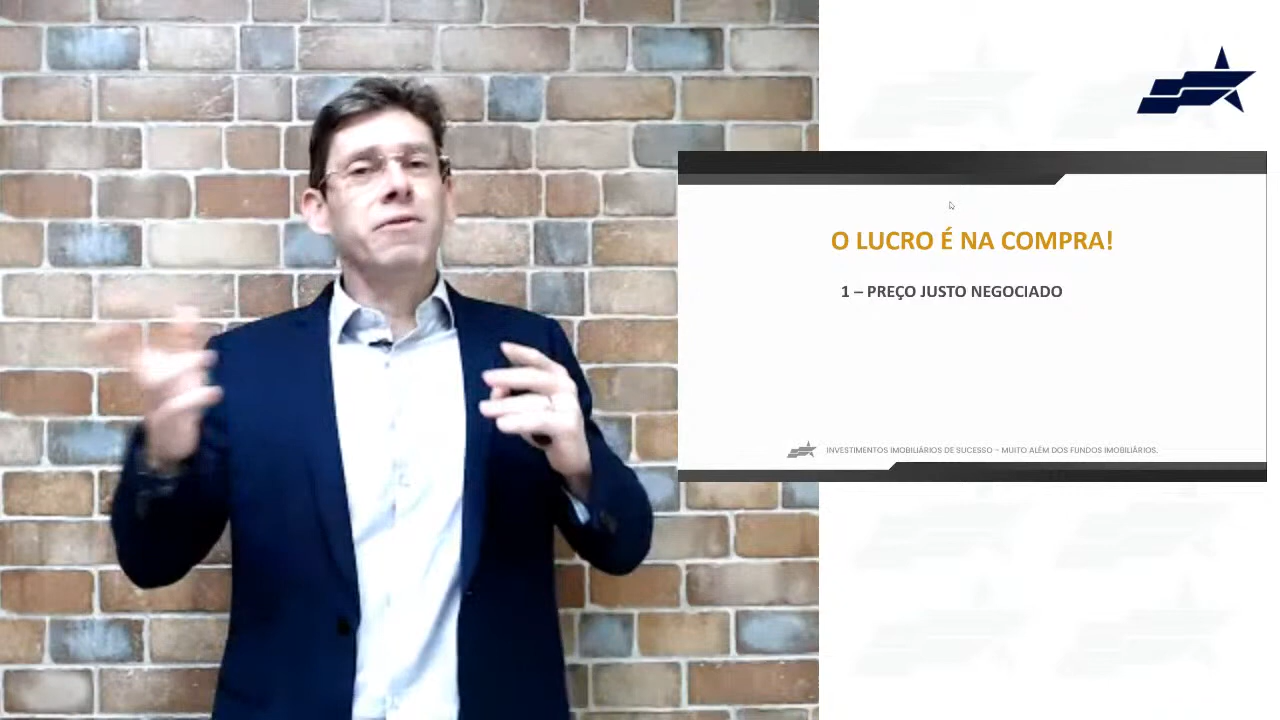 O LUCRO É NA COMPRA!
1 – PREÇO JUSTO NEGOCIADO
INVESTIMENTOS IMOBILIÁRIOS DE SUCESSO - MUITO ALÉM DOS FUNDOS IMOBILIÁRIOS.